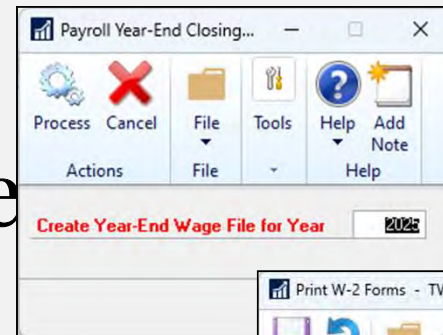 Payroll Year-End Closing...
Process Cancel File Tools Help Add Note
Actions File Help
e
Create Year-End Wage File for Year 2025
Print W-2 Forms - TW